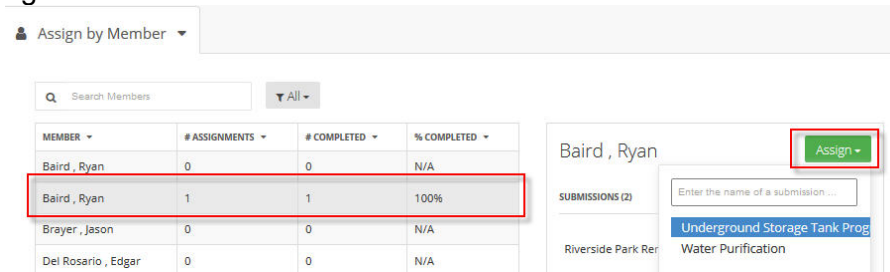 Assign by Member
Search Members
All
MEMBER # ASSIGNMENTS # COMPLETED % COMPLETED
Baird , Ryan 0 0 N/A
Baird , Ryan 1 1 100%
Brayer , Jason 0 0 N/A
Del Rosario , Edgar 0 0 N/A
Baird , Ryan
Assign
SUBMISSIONS (2)
Enter the name of a submission ...
Underground Storage Tank Prog
Riverside Park Rer
Water Purification